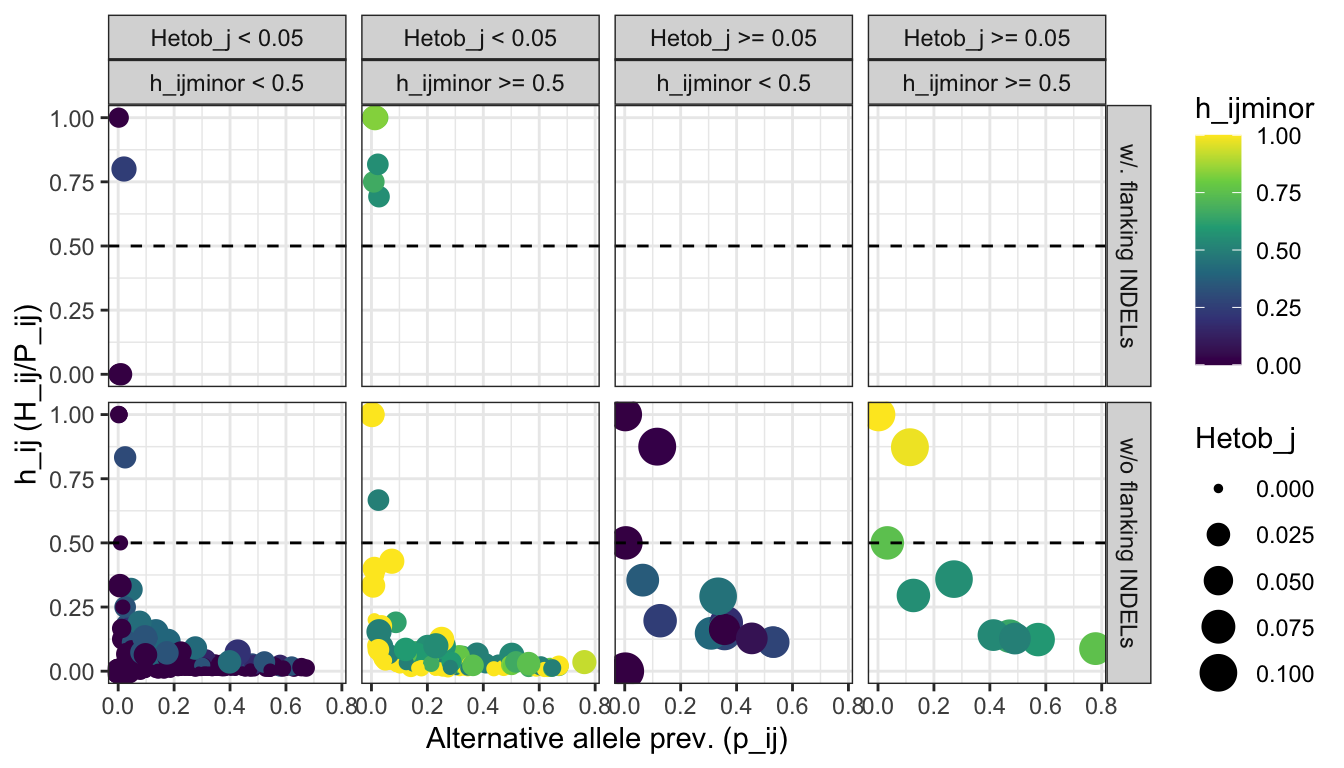 Hetob_j < 0.05 Hetob_j < 0.05 Hetob_j >= 0.05 Hetob_j >= 0.05
h_ijminor < 0.5 h_ijminor >= 0.5 h_ijminor < 0.5 h_ijminor >= 0.5
1.00
0.75
0.50
0.25
0.00
w/. flanking INDELs
1.00
0.75
0.50
0.25
0.00
w/o flanking INDELs
h_ij (H_ij/P_ij)
0.0 0.2 0.4 0.6 0.8 0.0 0.2 0.4 0.6 0.8 0.0 0.2 0.4 0.6 0.8 0.0 0.2 0.4 0.6 0.8
Alternative allele prev. (p_ij)
h_ijminor
1.00
0.75
0.50
0.25
0.00
Hetob_j
0.000
0.025
0.050
0.075
0.100